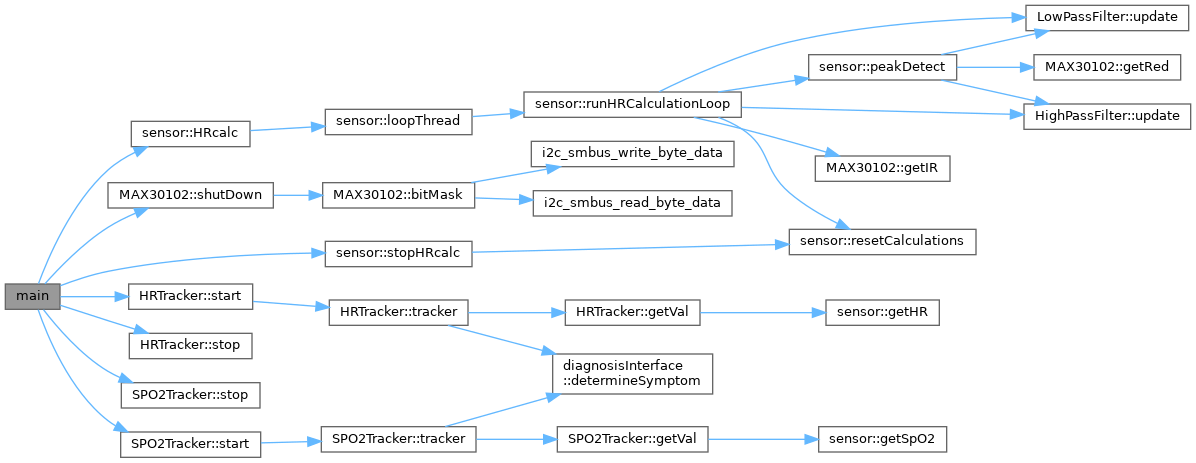 main
sensor::HRcalc
MAX30102::shutDown
sensor::stopHRcalc
HRTracker::start
HRTracker::stop
SPO2Tracker::stop
SPO2Tracker::start
sensor::loopThread
MAX30102::bitMask
HRTracker::tracker
SPO2Tracker::tracker
sensor::runHRCalculationLoop
i2c_smbus_write_byte_data
i2c_smbus_read_byte_data
HRTracker::getVal
diagnosisInterface
::determineSymptom
SPO2Tracker::getVal
sensor::peakDetect
MAX30102::getIR
sensor::resetCalculations
sensor::getHR
sensor::getSpO2
LowPassFilter::update
MAX30102::getRed
HighPassFilter::update